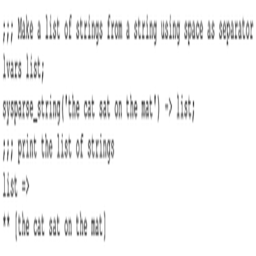 ;;; Make a list of strings from a string using space as separator
lvars list;
sysparse_string('the cat sat on the mat') -> list;
;;; print the list of strings
list =>
** [the cat sat on the mat]